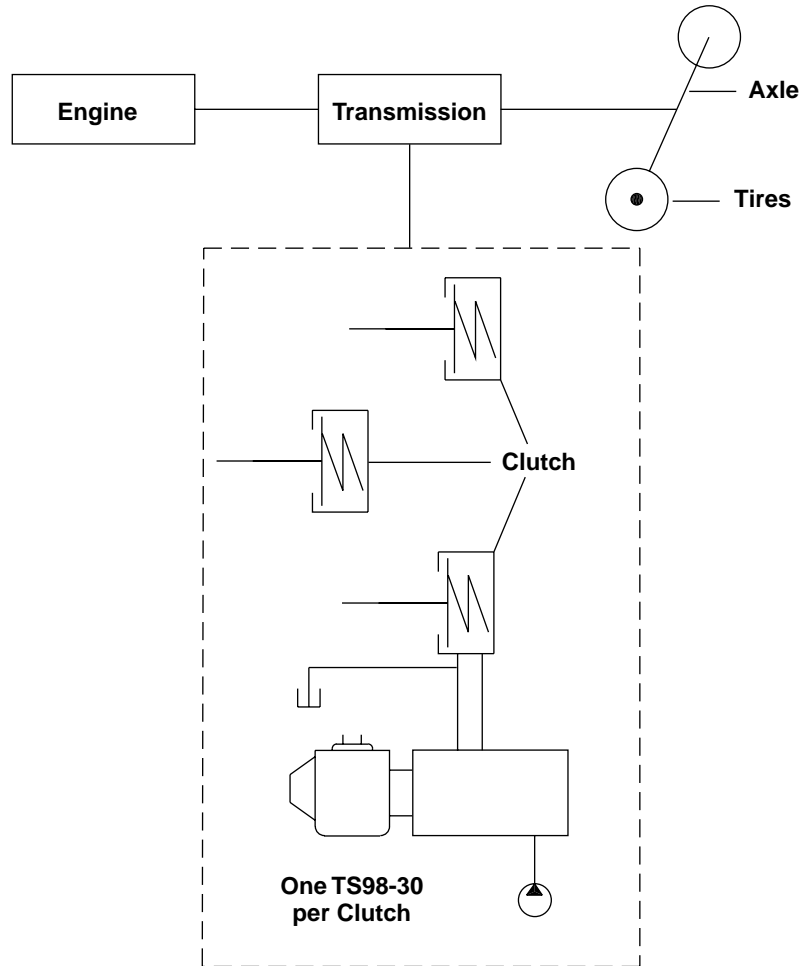 Engine
Transmission
Axle
Tires
Clutch
One TS98-30
per Clutch